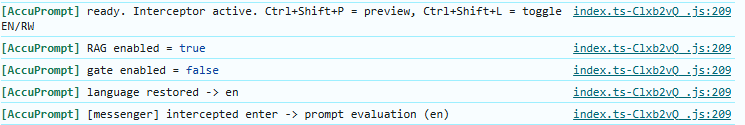 [AccuPrompt] ready. Interceptor active. Ctrl+Shift+P = preview, Ctrl+Shift+L = toggle index.ts-Clxb2vQ_.js:209
EN/RW
[AccuPrompt] RAG enabled = true index.ts-Clxb2vQ_.js:209
[AccuPrompt] gate enabled = false index.ts-Clxb2vQ_.js:209
[AccuPrompt] language restored -> en index.ts-Clxb2vQ_.js:209
[AccuPrompt] [messenger] intercepted enter -> prompt evaluation (en) index.ts-Clxb2vQ_.js:209